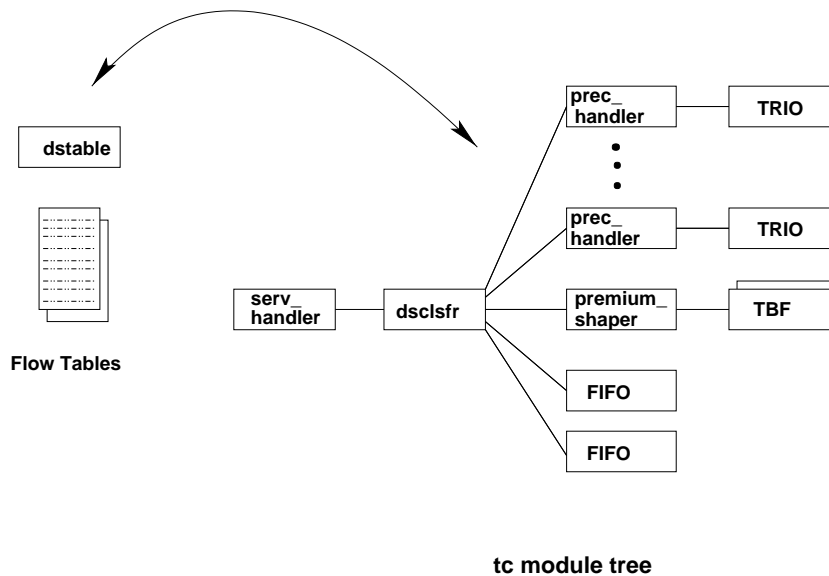 prec_
handler
TRIO
dstable
prec_
handler
TRIO
serv_
handler
dsclsfr
premium_
shaper
TBF
Flow Tables
FIFO
FIFO
tc module tree